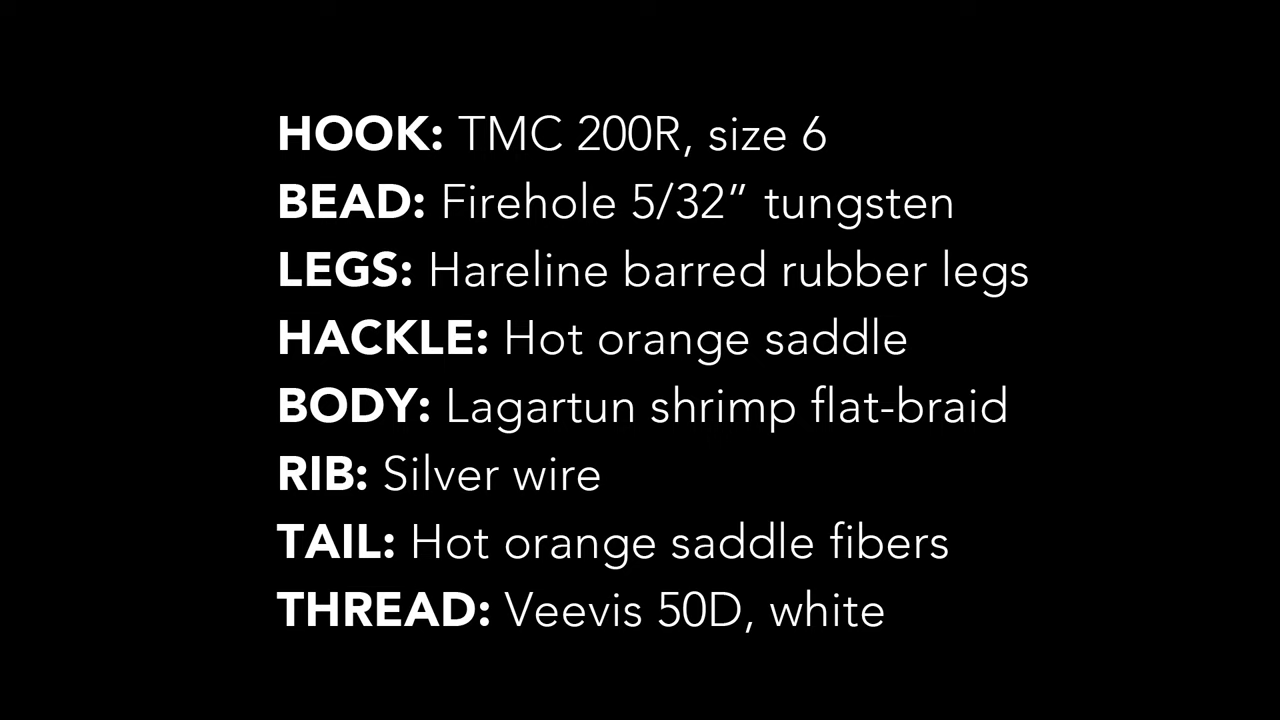 HOOK: TMC 200R, size 6
BEAD: Firehole 5/32” tungsten
LEGS: Hareline barred rubber legs
HACKLE: Hot orange saddle
BODY: Lagartun shrimp flat-braid
RIB: Silver wire
TAIL: Hot orange saddle fibers
THREAD: Veevis 50D, white